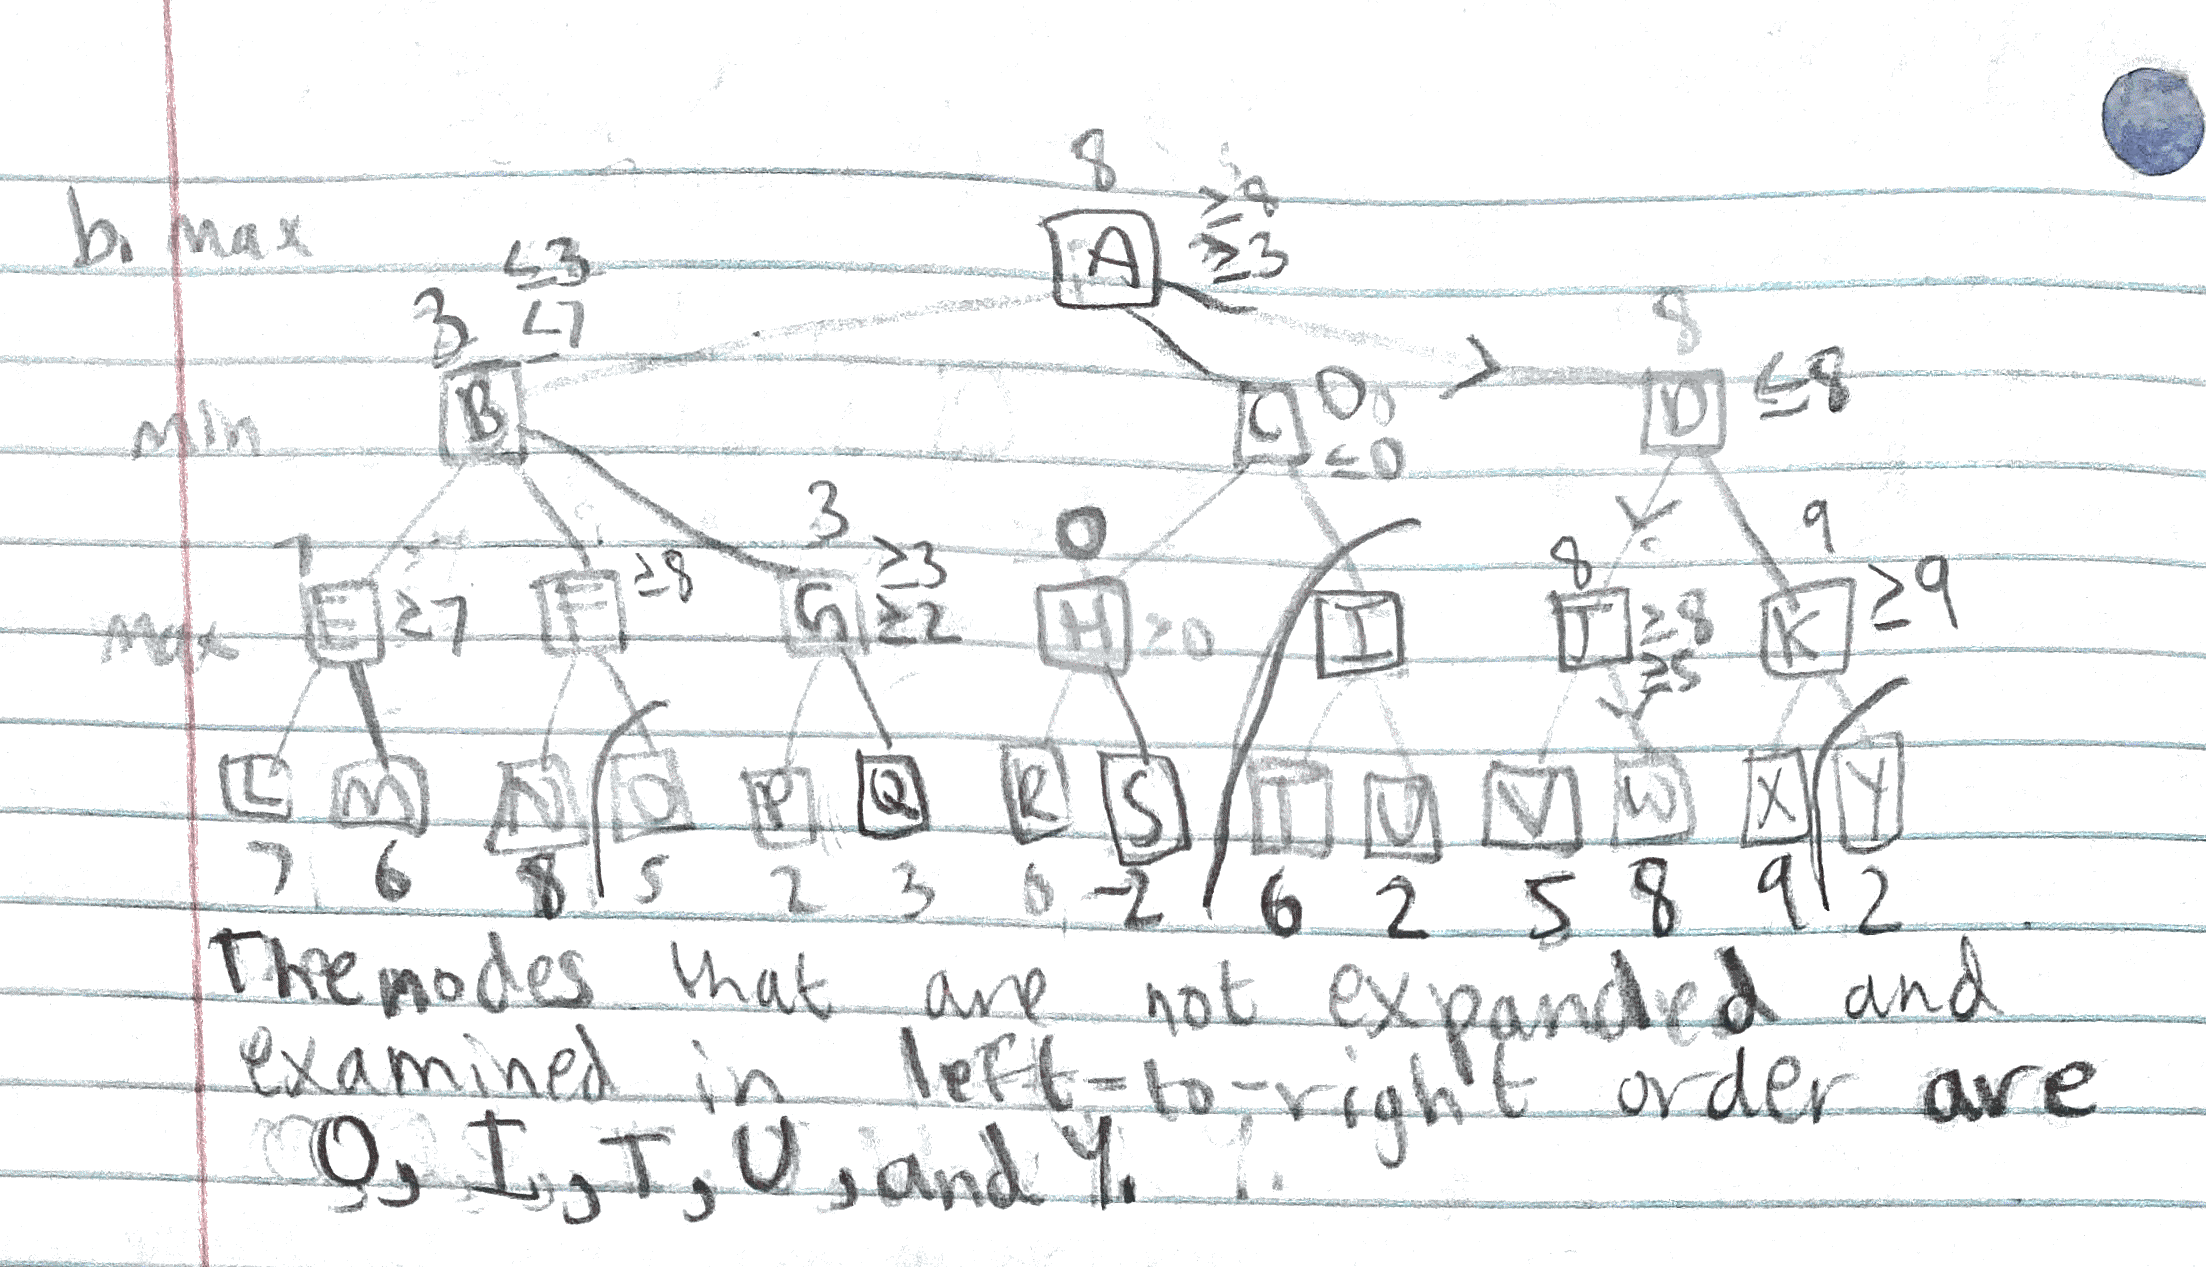 8
b. max A ≥8
≥3
≤3
3 ≤7 8
min B C 0 D ≤8
≤0
7 3 0 8 9
max E ≥7 F ≥8 G ≥3 H ≥0 I J ≥8 K ≥9
≥2 ≥5
L M N O P Q R S T U V W X Y
7 6 8 5 2 3 0 -2 6 2 5 8 9 2
The nodes that are not expanded and
examined in left-to-right order are
O, I, T, U, and Y.